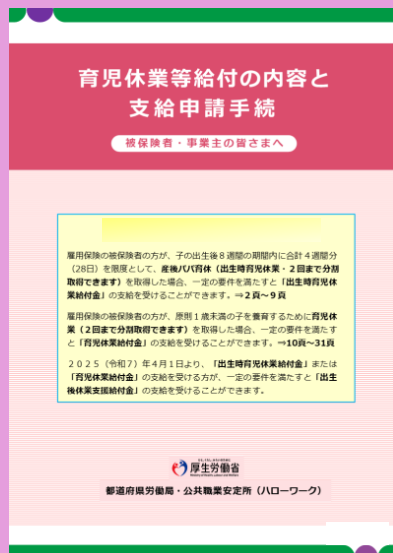 育児休業等給付の内容と
支給申請手続
被保険者・事業主の皆さまへ
雇用保険の被保険者の方が、子の出生後８週間の期間内に合計４週間分
（28日）を限度として、産後パパ育休（出生時育児休業・２回まで分割
取得できます）を取得した場合、一定の要件を満たすと「出生時育児休
業給付金」の支給を受けることができます。⇒２頁～９頁
雇用保険の被保険者の方が、原則１歳未満の子を養育するために育児休
業（２回まで分割取得できます）を取得した場合、一定の要件を満たす
と「育児休業給付金」の支給を受けることができます。⇒10頁～31頁
２０２５（令和７）年４月１日より、「出生時育児休業給付金」または
「育児休業給付金」の支給を受ける方が、一定の要件を満たすと「出生
後休業支援給付金」の支給を受けることができます。
厚生労働省
都道府県労働局・公共職業安定所（ハローワーク）